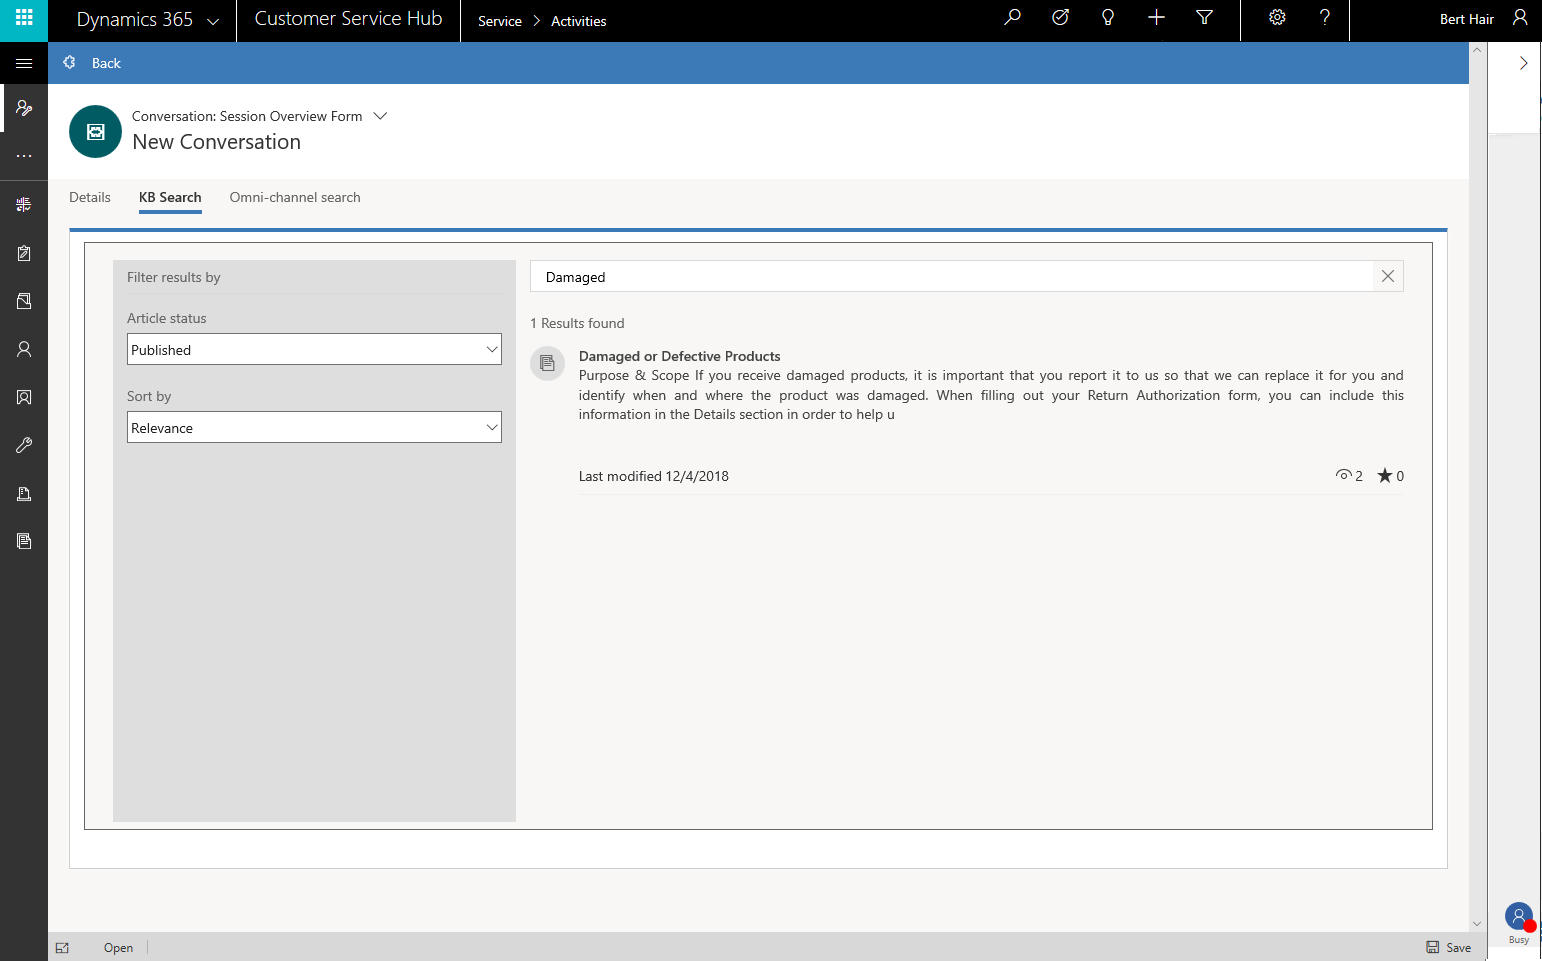 Dynamics 365
Customer Service Hub
Service > Activities
Bert Hair
Back
Conversation: Session Overview Form
New Conversation
Details
KB Search
Omni-channel search
Filter results by
Article status
Published
Sort by
Relevance
Damaged
1 Results found
Damaged or Defective Products
Purpose & Scope If you receive damaged products, it is important that you report it to us so that we can replace it for you and
identify when and where the product was damaged. When filling out your Return Authorization form, you can include this
information in the Details section in order to help u
Last modified 12/4/2018
2
0
Open
Save
Busy